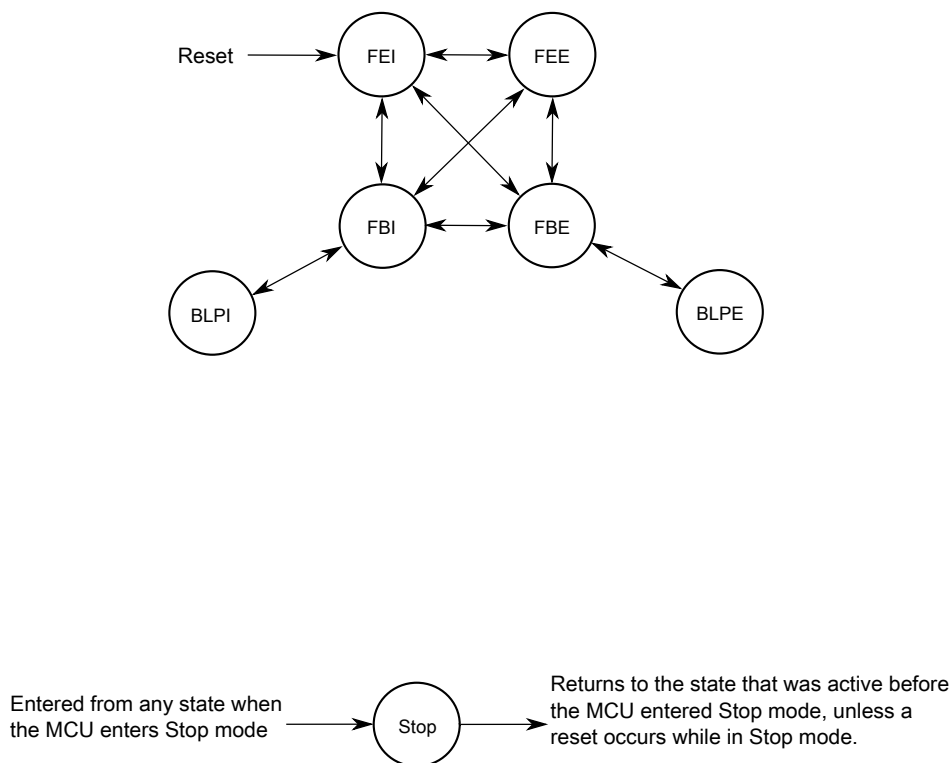 Reset
FEI
FEE
FBI
FBE
BLPI
BLPE
Entered from any state when
the MCU enters Stop mode
Stop
Returns to the state that was active before
the MCU entered Stop mode, unless a
reset occurs while in Stop mode.